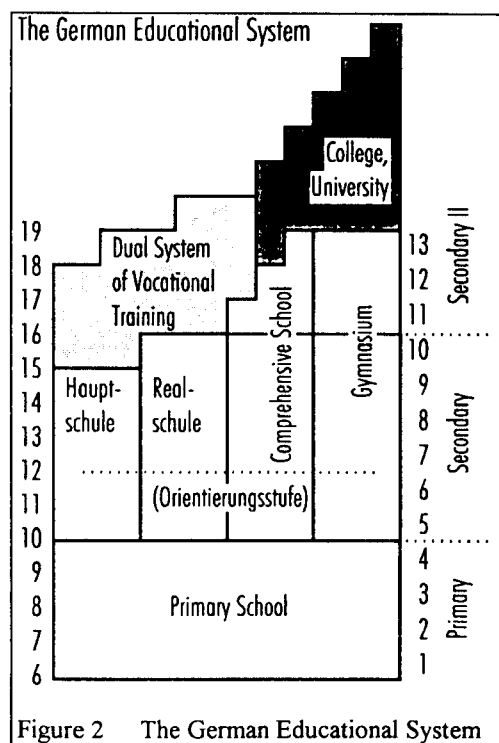 The German Educational System
College,
University
Dual System
of Vocational
Training
Haupt-
schule
Real-
schule
Comprehensive School
Gymnasium
(Orientierungsstufe)
Primary School
19
18
17
16
15
14
13
12
11
10
9
8
7
6
13
12
11
10
9
8
7
6
5
4
3
2
1
Secondary II
Secondary
Primary
Figure 2 The German Educational System